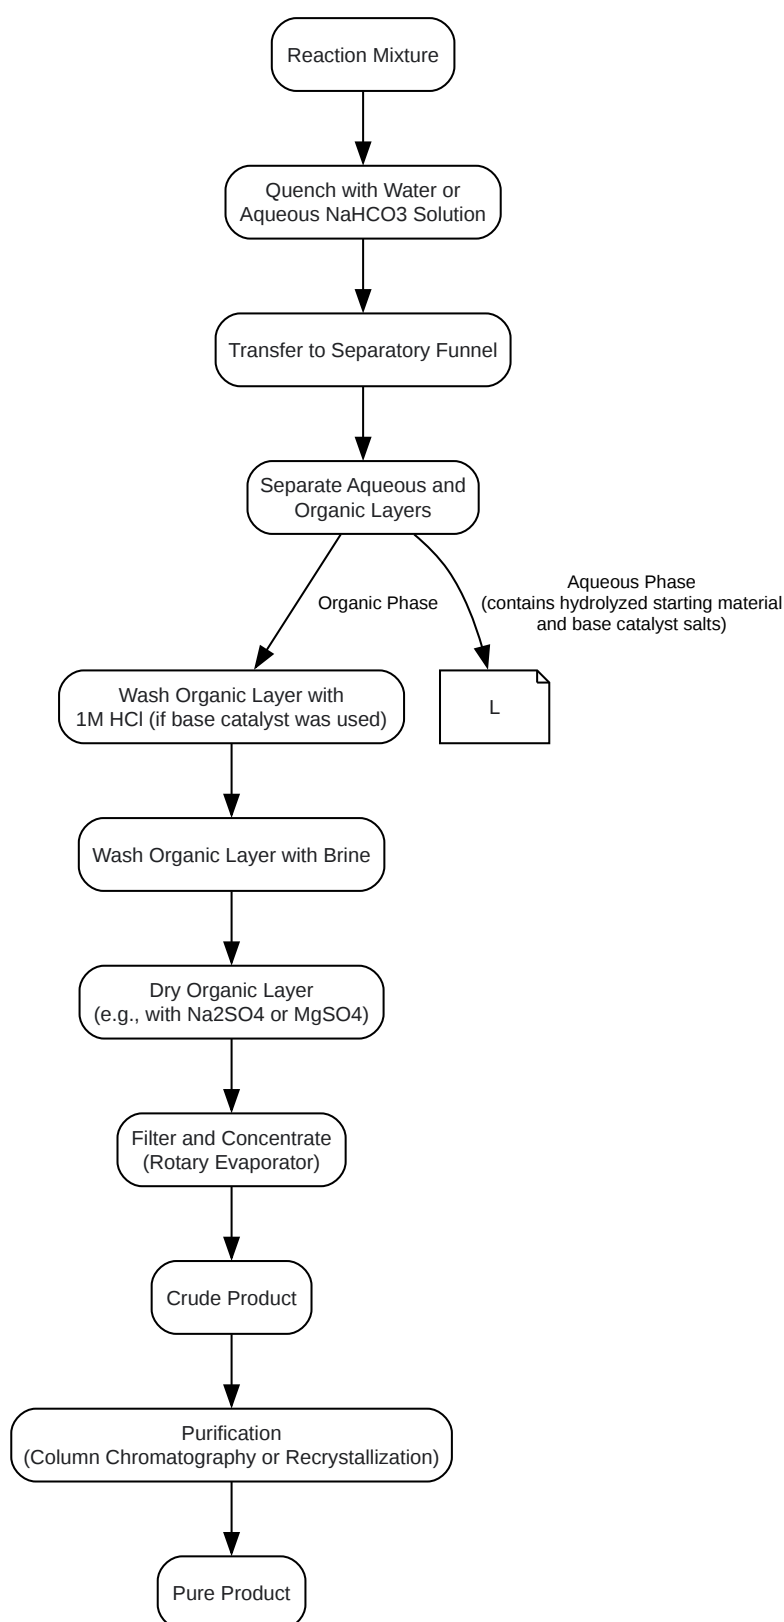 Reaction Mixture
Quench with Water or
Aqueous NaHCO3 Solution
Transfer to Separatory Funnel
Separate Aqueous and
Organic Layers
Organic Phase
Aqueous Phase
(contains hydrolyzed starting material
and base catalyst salts)
Wash Organic Layer with
1M HCl (if base catalyst was used)
L
Wash Organic Layer with Brine
Dry Organic Layer
(e.g., with Na2SO4 or MgSO4)
Filter and Concentrate
(Rotary Evaporator)
Crude Product
Purification
(Column Chromatography or Recrystallization)
Pure Product